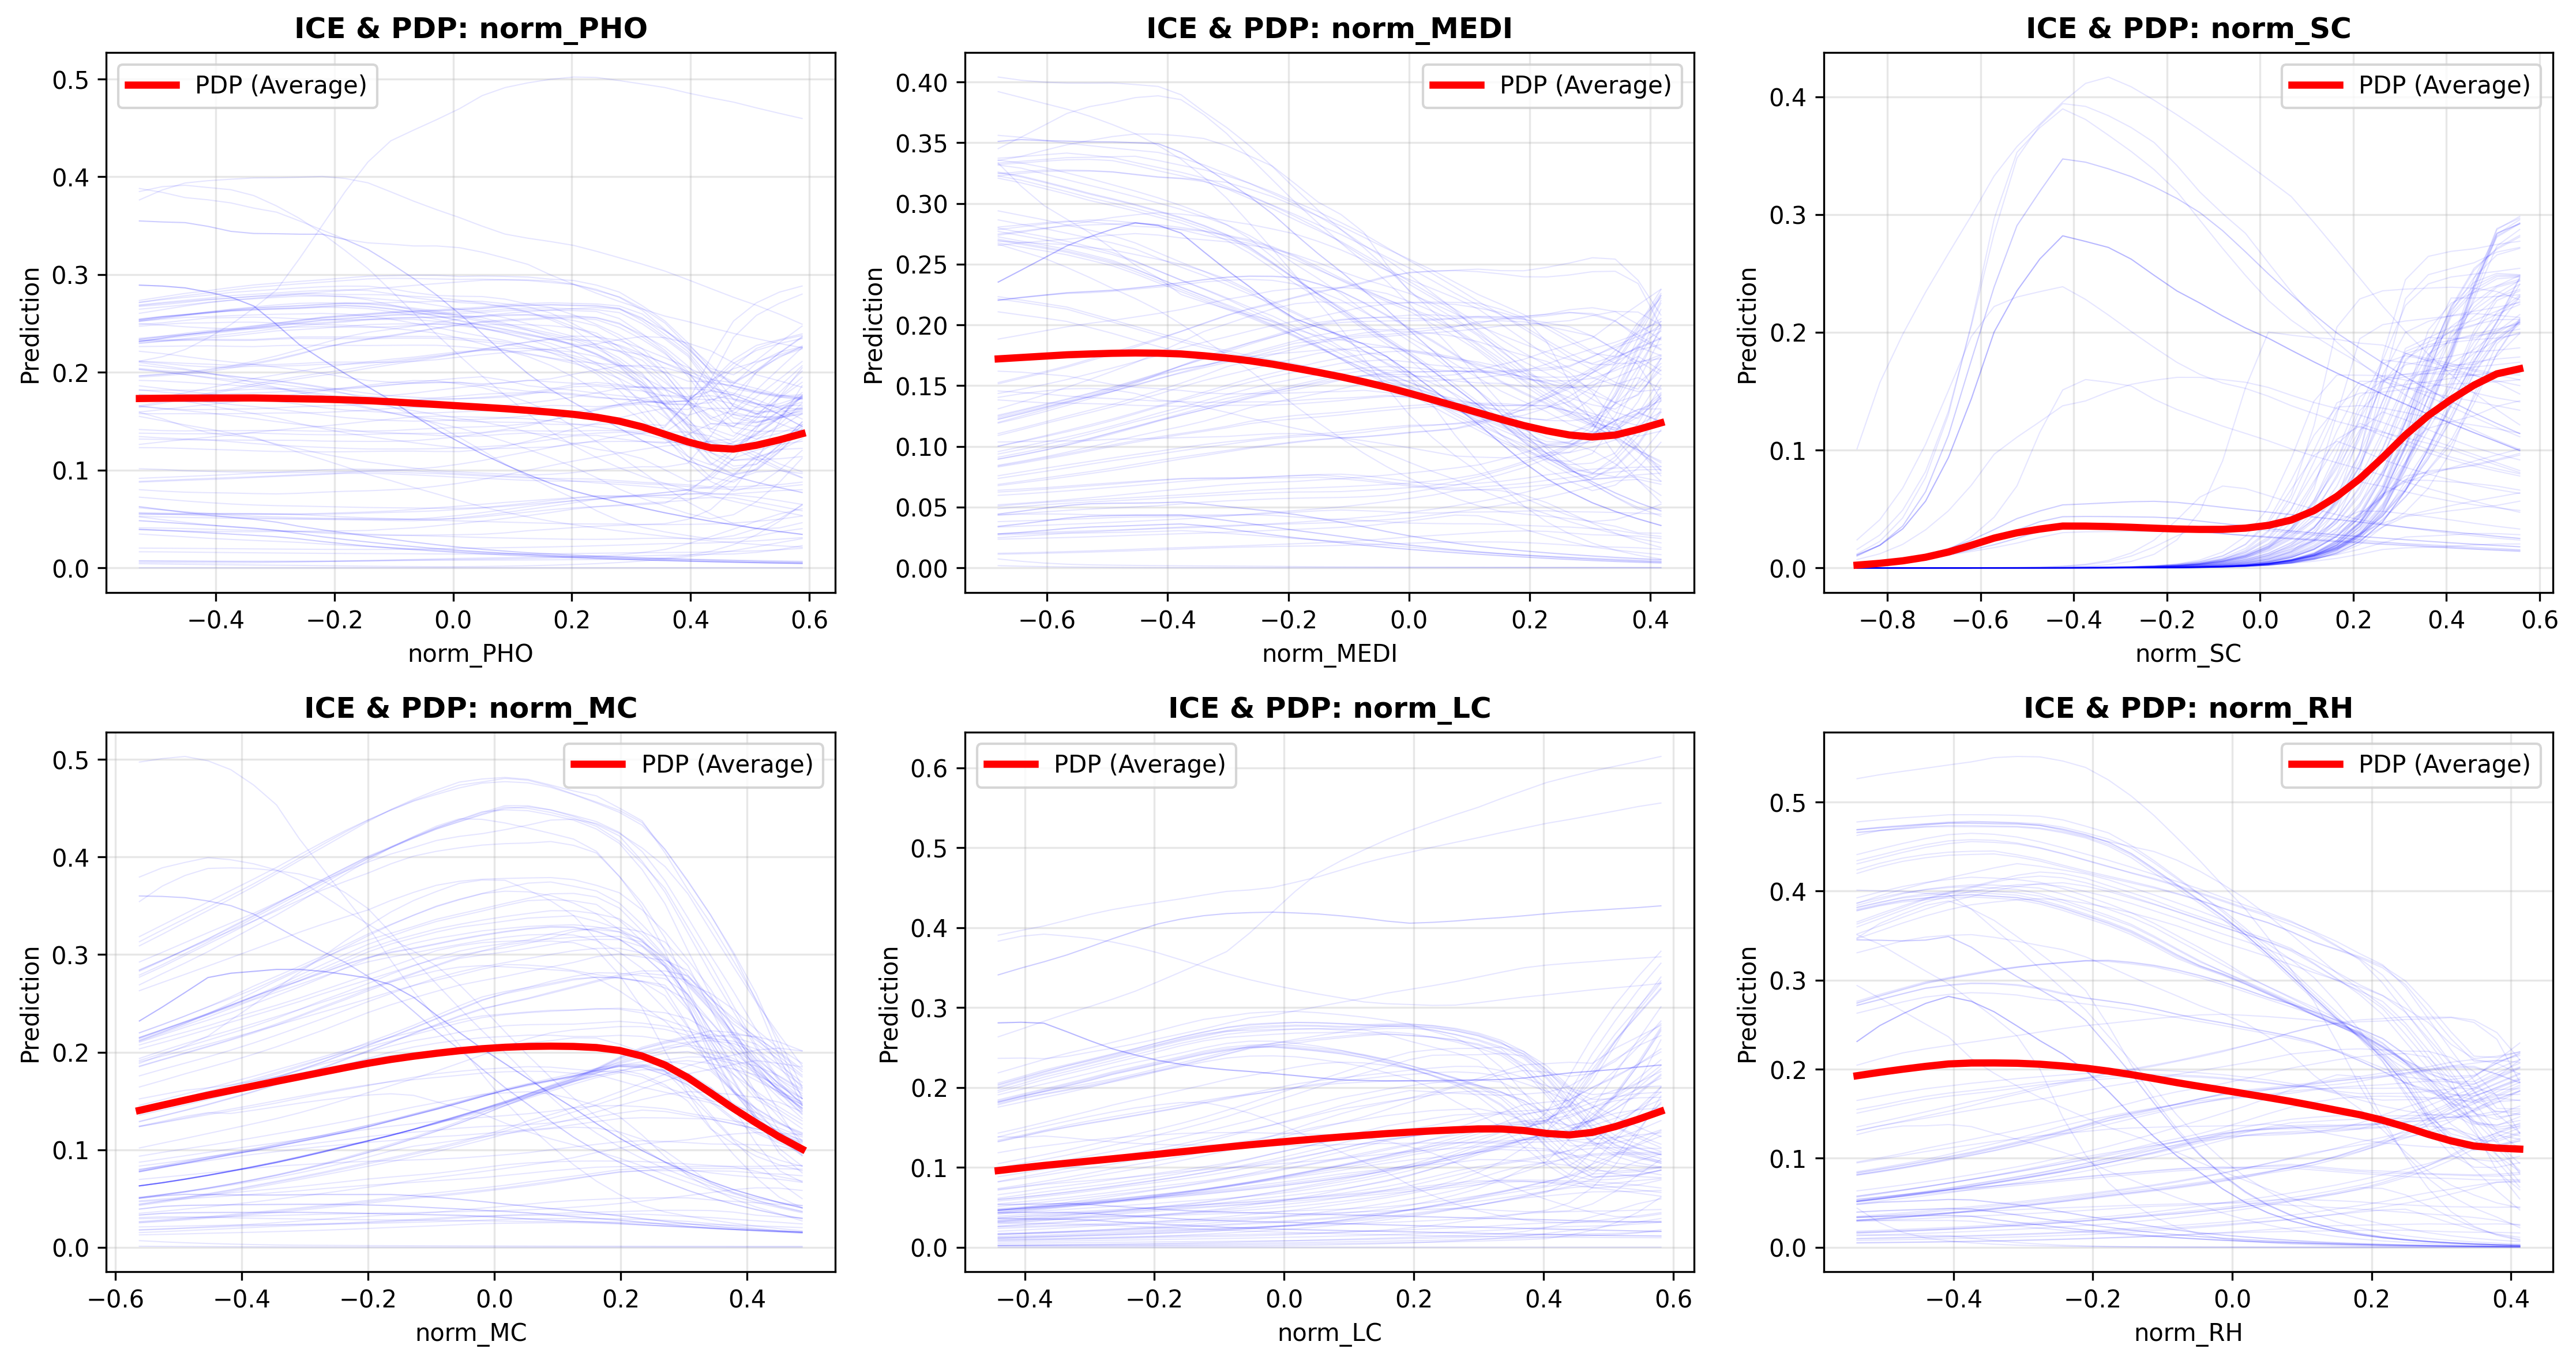 ICE & PDP: norm_PHO
PDP (Average)
Prediction
0.5
0.4
0.3
0.2
0.1
0.0
−0.4 −0.2 0.0 0.2 0.4 0.6
norm_PHO
ICE & PDP: norm_MEDI
PDP (Average)
Prediction
0.40
0.35
0.30
0.25
0.20
0.15
0.10
0.05
0.00
−0.6 −0.4 −0.2 0.0 0.2 0.4
norm_MEDI
ICE & PDP: norm_SC
PDP (Average)
Prediction
0.4
0.3
0.2
0.1
0.0
−0.8 −0.6 −0.4 −0.2 0.0 0.2 0.4 0.6
norm_SC
ICE & PDP: norm_MC
PDP (Average)
Prediction
0.5
0.4
0.3
0.2
0.1
0.0
−0.6 −0.4 −0.2 0.0 0.2 0.4
norm_MC
ICE & PDP: norm_LC
PDP (Average)
Prediction
0.6
0.5
0.4
0.3
0.2
0.1
0.0
−0.4 −0.2 0.0 0.2 0.4 0.6
norm_LC
ICE & PDP: norm_RH
PDP (Average)
Prediction
0.5
0.4
0.3
0.2
0.1
0.0
−0.4 −0.2 0.0 0.2 0.4
norm_RH